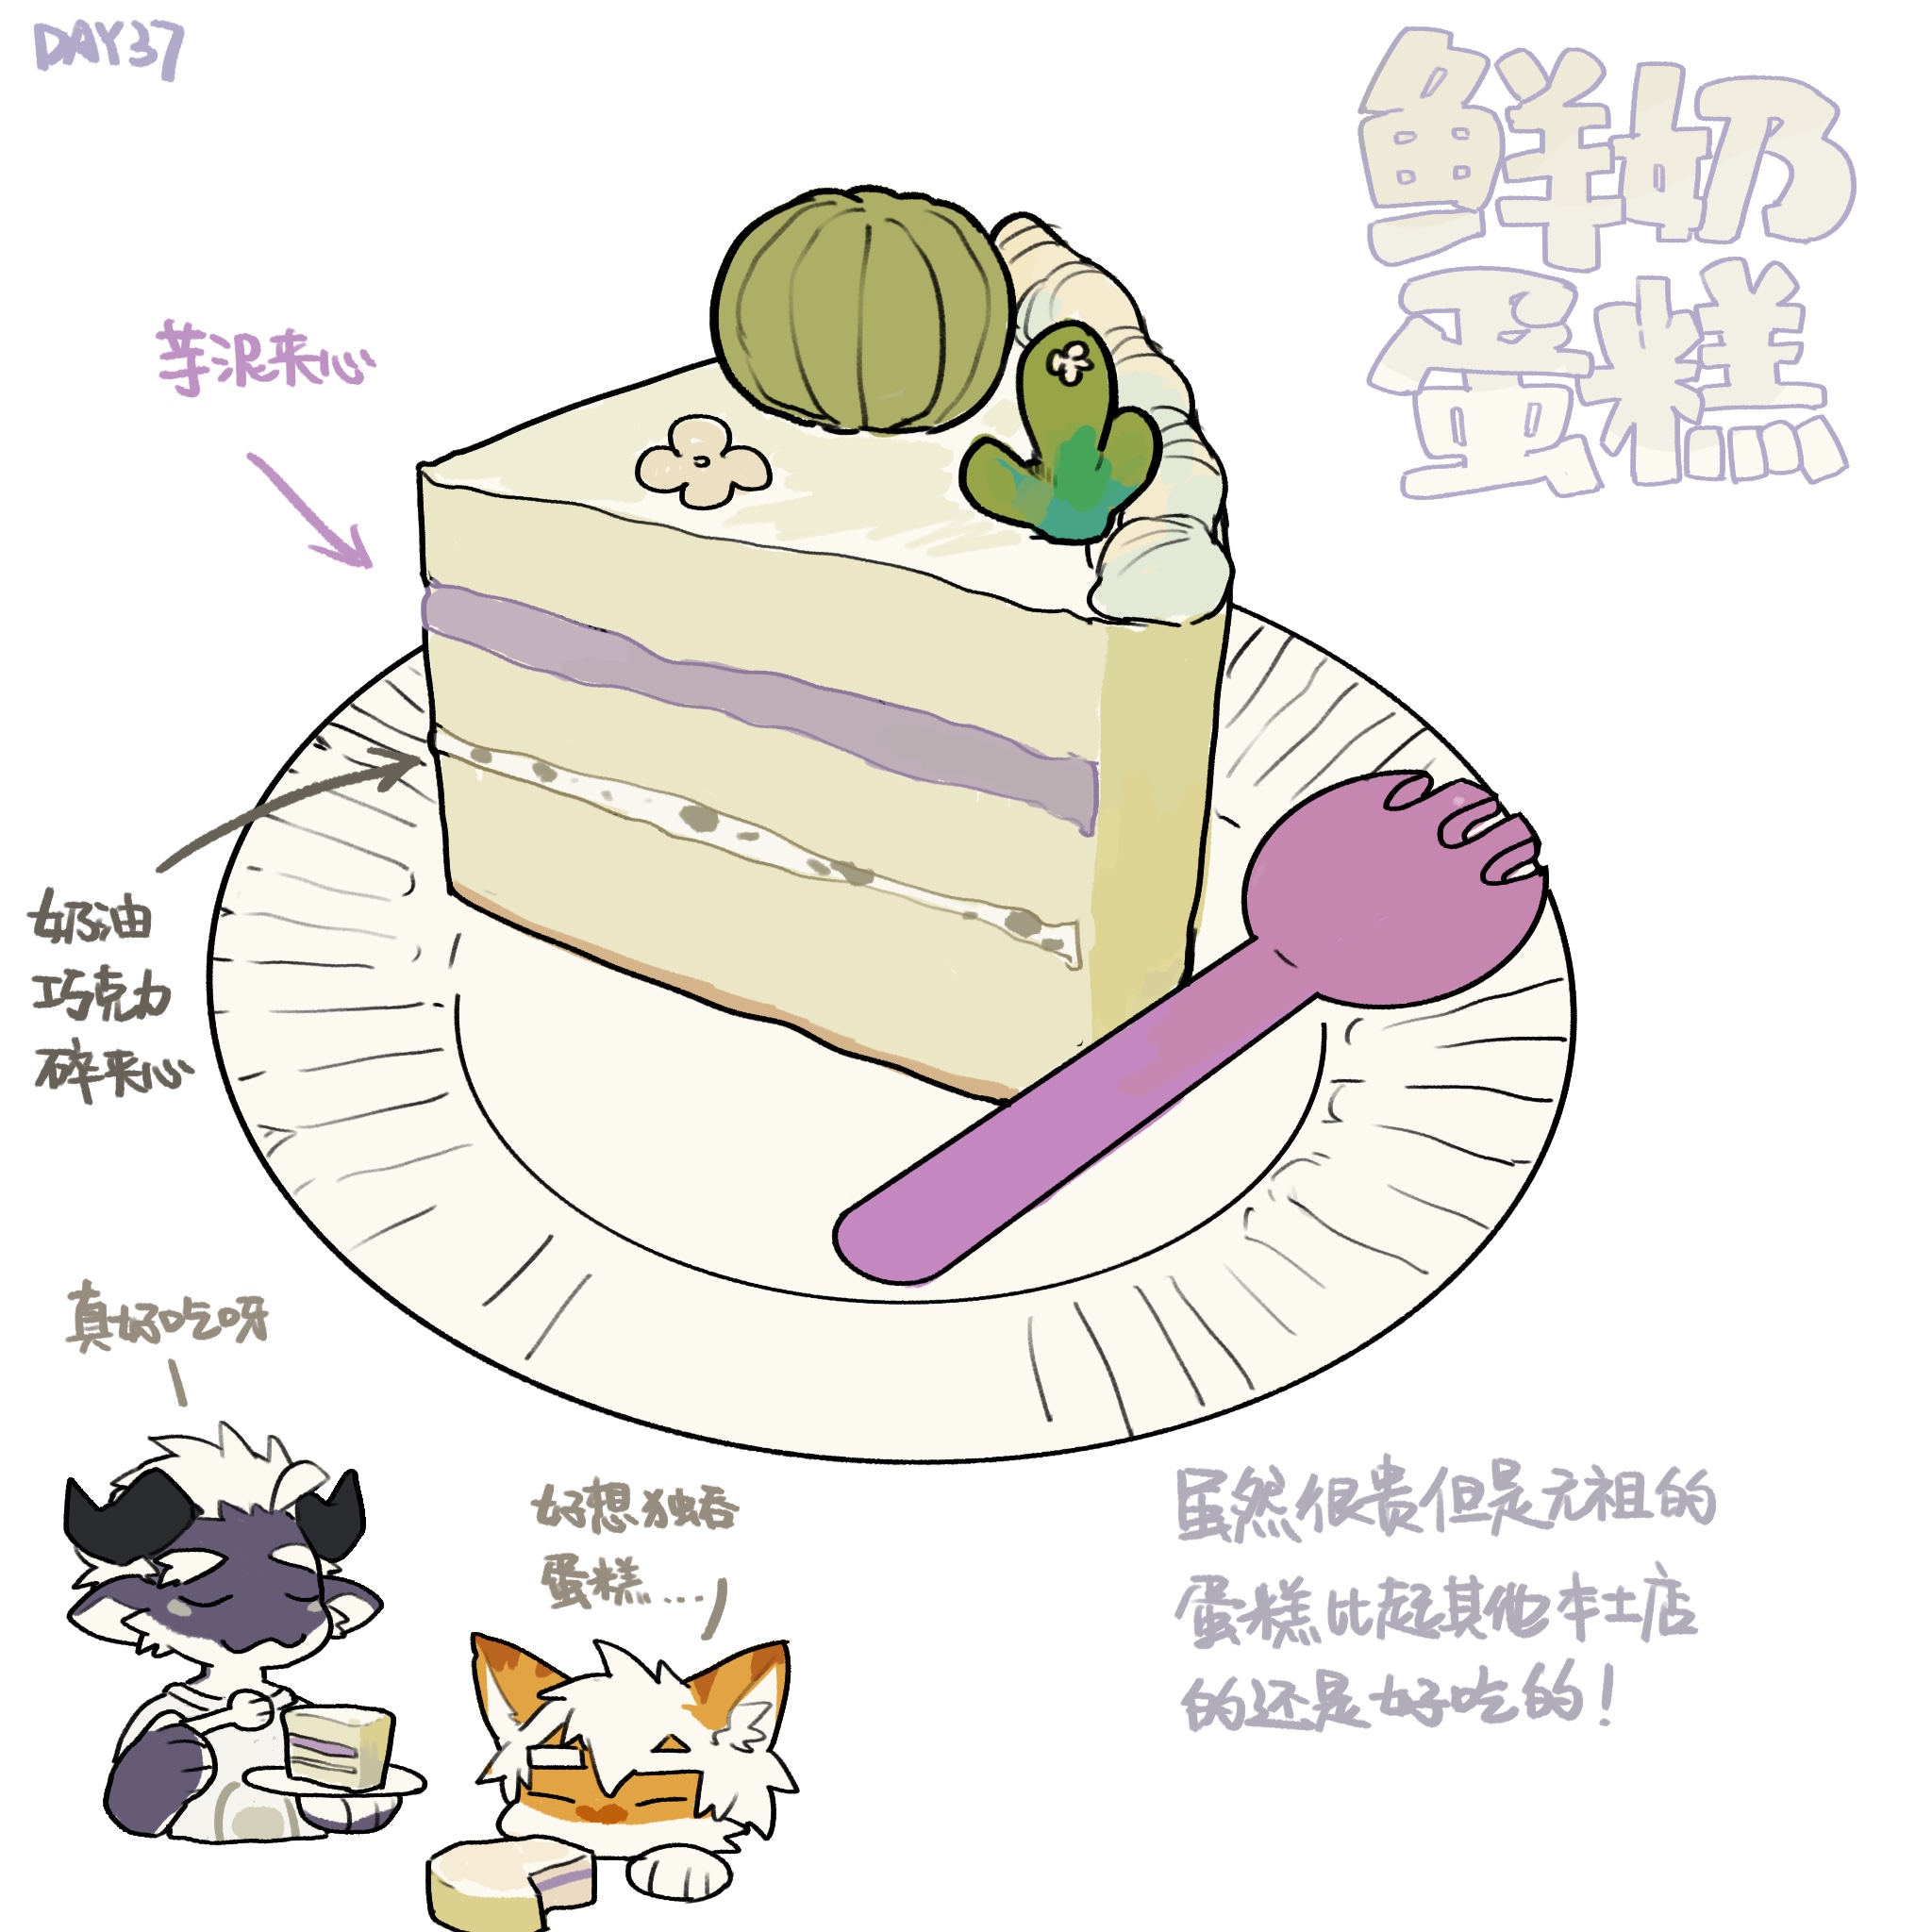 DAY37
鲜奶
蛋糕
芋泥夹心
奶油
巧克力
碎夹心
真好吃呀
好想独吞
蛋糕....
虽然很贵但是元祖的
蛋糕比起其他本土店
的还是好吃的！